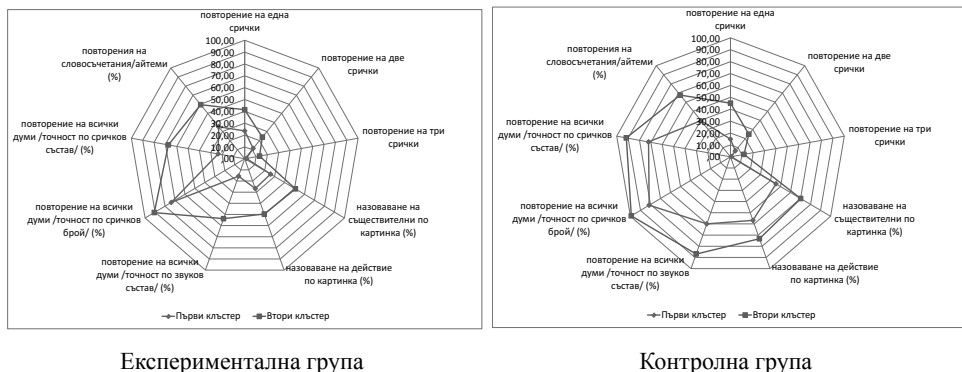 повторение на една
срички
повторение на две
срички
повторение на три
срички
назоваване на
съществителни по
картинка (%)
назоваване на действие
по картинка (%)
повторение на всички
думи /точност по звуков
състав/ (%)
повторение на всички
думи /точност по сричков
брой/ (%)
повторение на всички
думи /точност по сричков
състав/ (%)
повторения на
словосъчетания/айтеми
(%)
100,00
90,00
80,00
70,00
60,00
50,00
40,00
30,00
20,00
10,00
,00
Първи клъстер
Втори клъстер
Експериментална група
повторение на една
срички
повторение на две
срички
повторение на три
срички
назоваване на
съществителни по
картинка (%)
назоваване на действие
по картинка (%)
повторение на всички
думи /точност по звуков
състав/ (%)
повторение на всички
думи /точност по сричков
брой/ (%)
повторение на всички
думи /точност по сричков
състав/ (%)
повторения на
словосъчетания/айтеми
(%)
100,00
90,00
80,00
70,00
60,00
50,00
40,00
30,00
20,00
10,00
,00
Първи клъстер
Втори клъстер
Контролна група